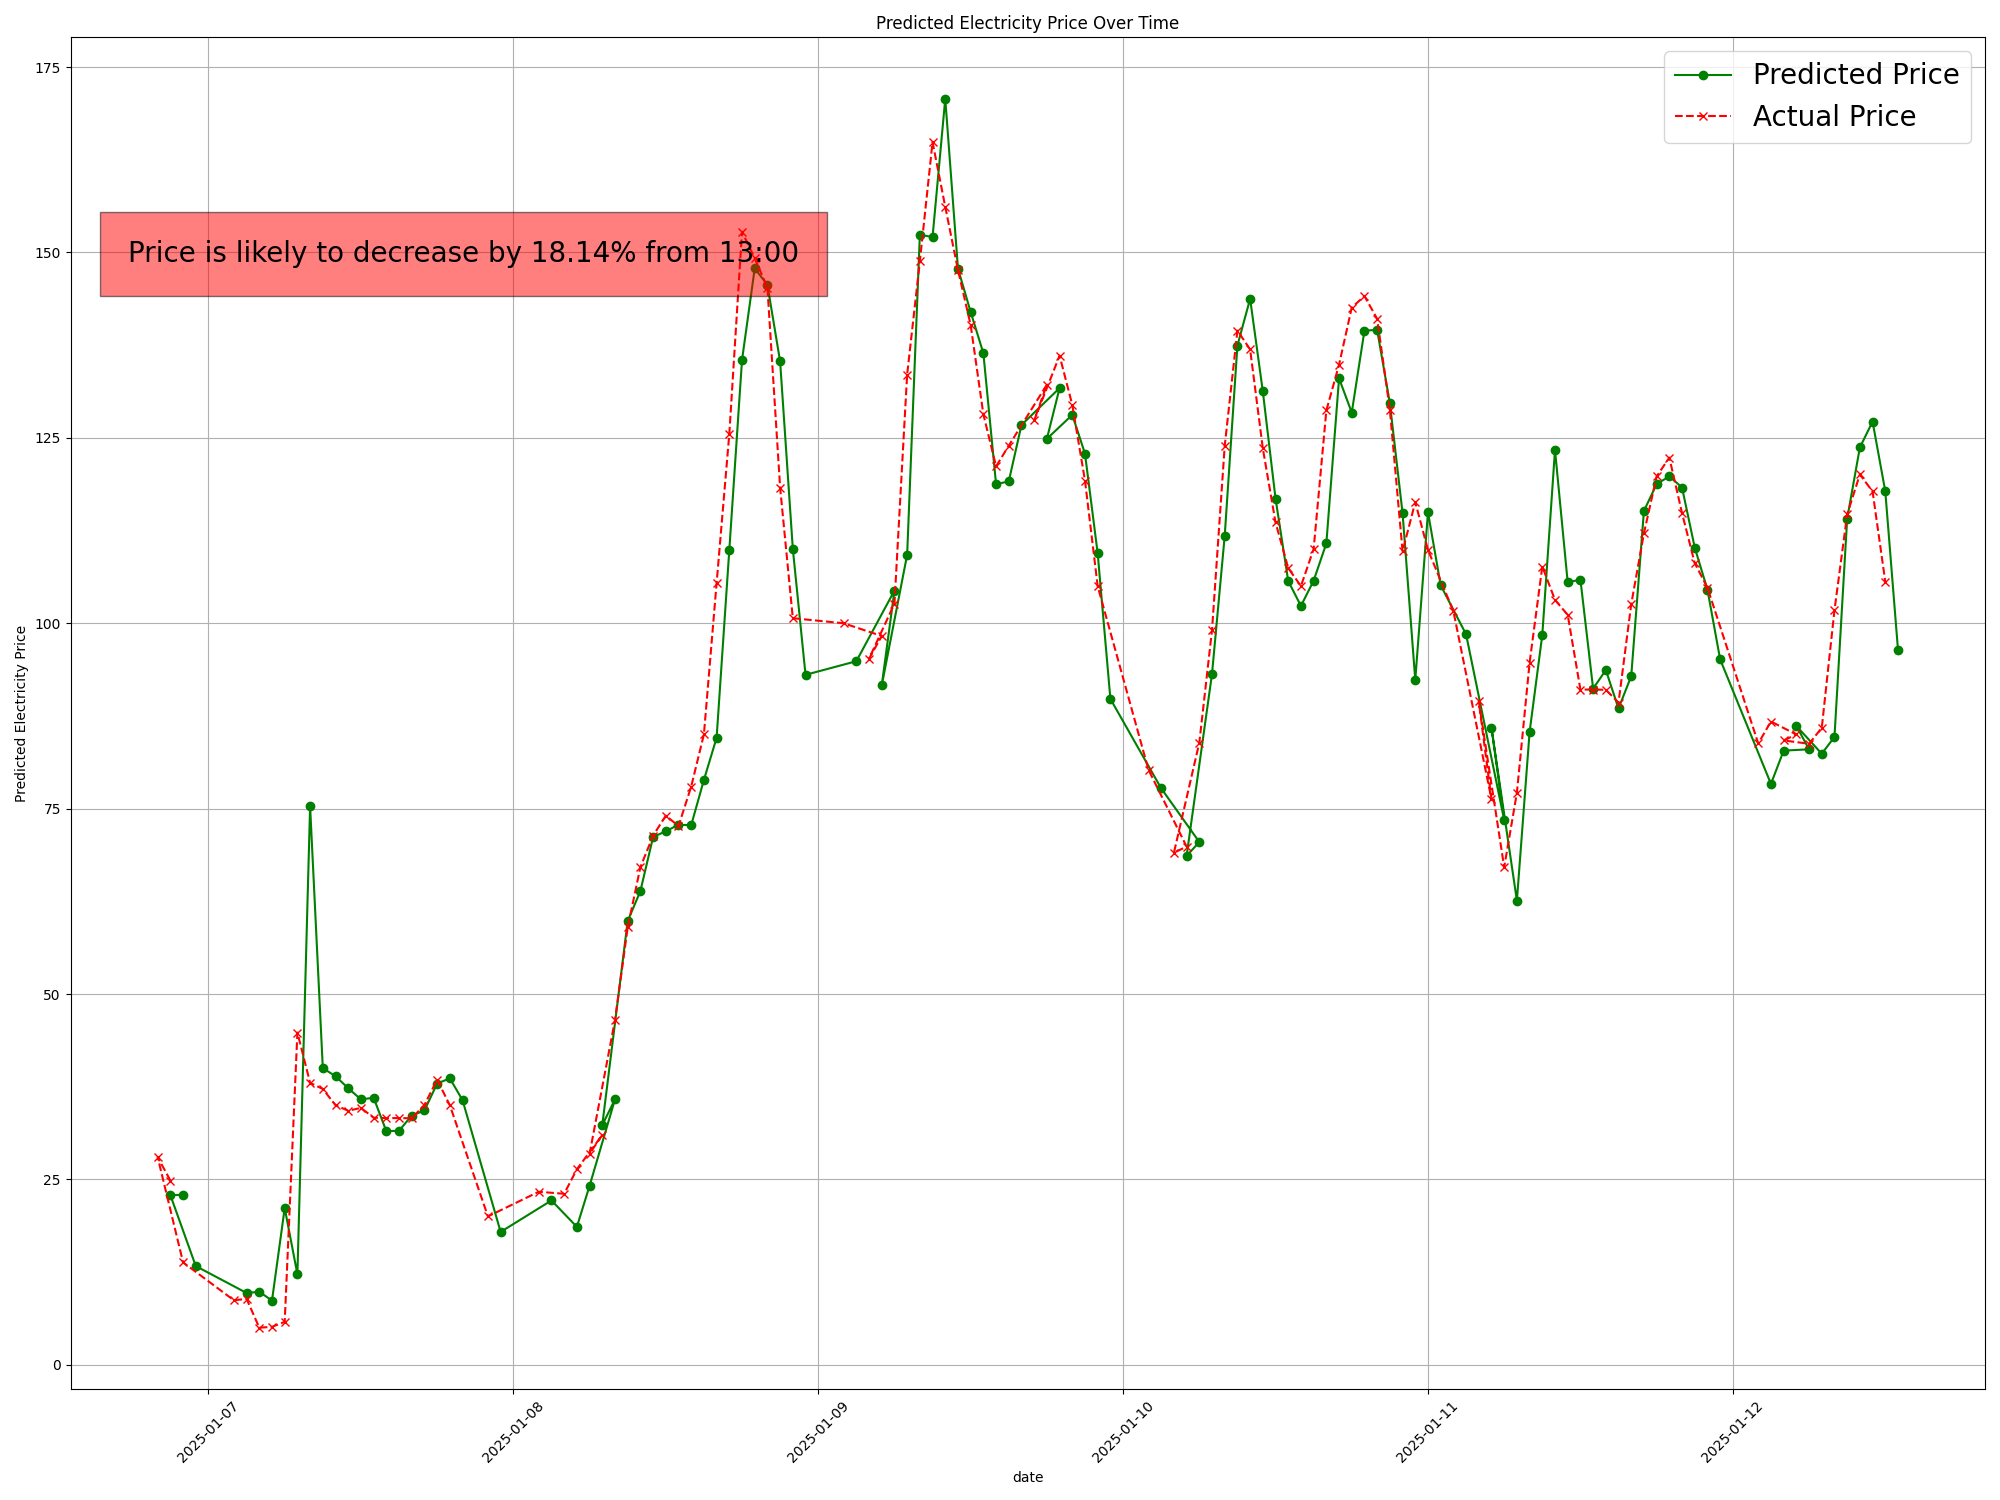 Predicted Electricity Price Over Time
Predicted Price
Actual Price
Price is likely to decrease by 18.14% from 13:00
Predicted Electricity Price
175
150
125
100
75
50
25
0
2025-01-07
2025-01-08
2025-01-09
2025-01-10
2025-01-11
2025-01-12
date